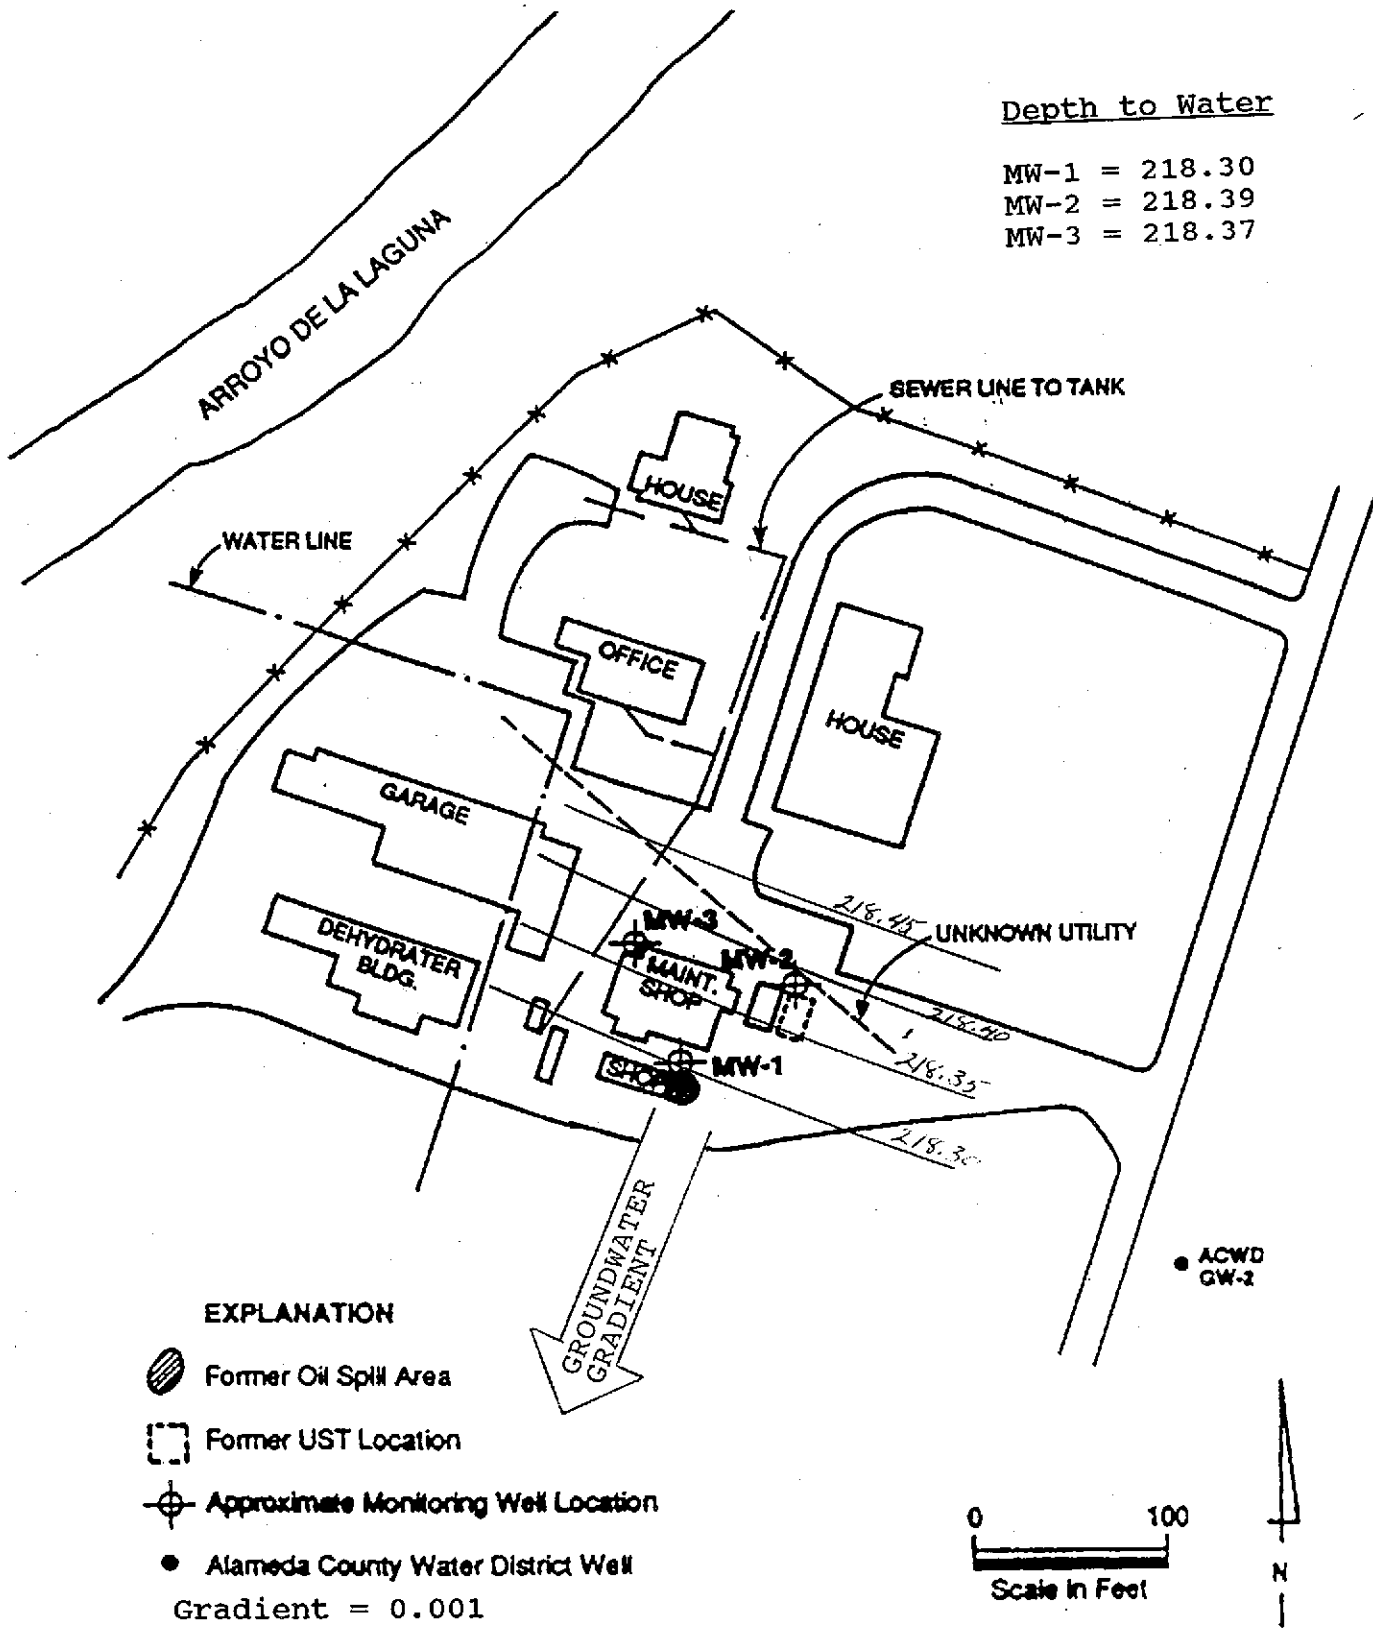 Depth to Water
MW-1 = 218.30
MW-2 = 218.39
MW-3 = 218.37
ARROYO DE LA LAGUNA
SEWER LINE TO TANK
HOUSE
WATER LINE
OFFICE
HOUSE
GARAGE
218.45
UNKNOWN UTILITY
MW-3
DEHYDRATER
BLDG.
MW-2
MAINT.
SHOP
218.40
218.35
MW-1
SHOP
218.30
GROUNDWATER
GRADIENT
ACWD
GW-2
EXPLANATION
Former Oil Spill Area
Former UST Location
Approximate Monitoring Well Location
Alameda County Water District Well
Gradient = 0.001
0 100
Scale in Feet
N